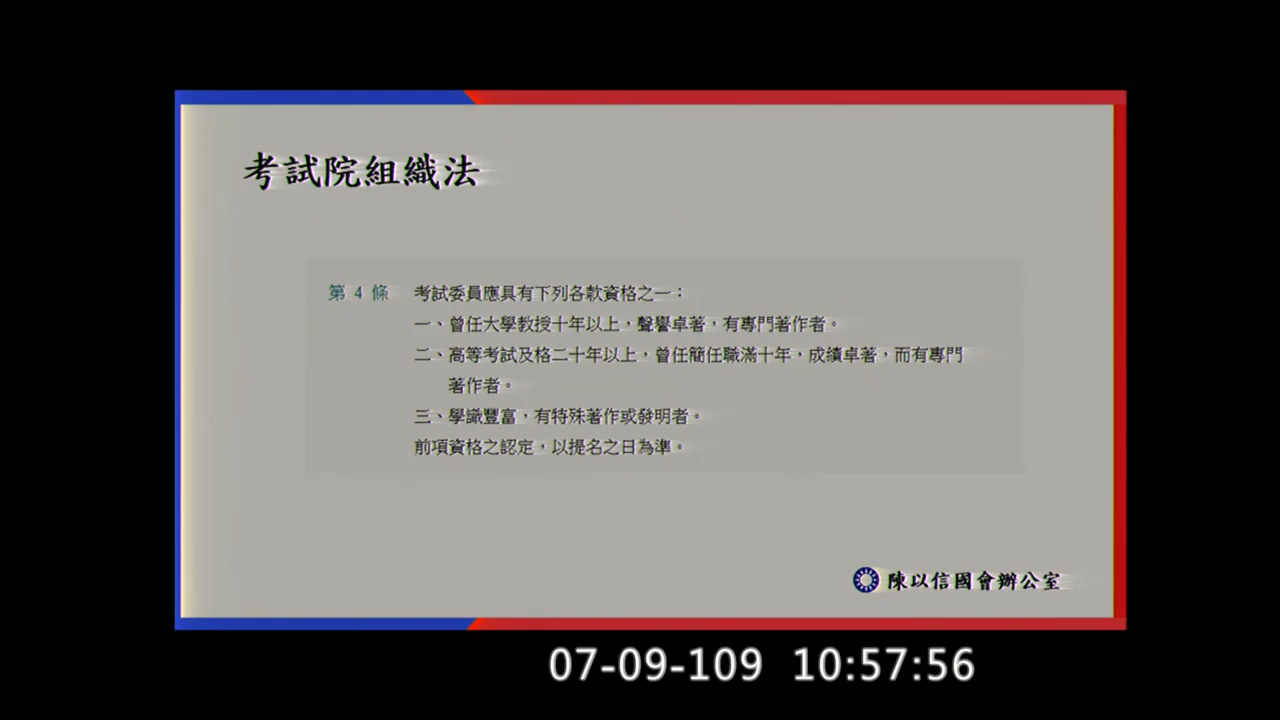 考試院組織法
第 4 條 考試委員應具有下列各款資格之一：
一、曾任大學教授十年以上，聲譽卓著，有專門著作者。
二、高等考試及格二十年以上，曾任簡任職滿十年，成績卓著，而有專門
著作者。
三、學識豐富，有特殊著作或發明者。
前項資格之認定，以提名之日為準。
陳以信國會辦公室
07-09-109 10:57:56